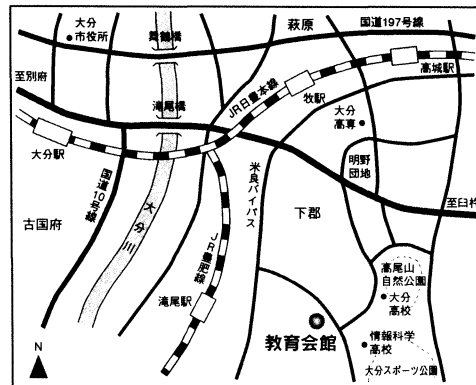 大分
市役所
舞鶴橋
萩原
国道197号線
至別府
滝尾橋
JR日豊本線
牧駅
高城駅
大分
高専
大分駅
明野
団地
至臼杵
国道10号線
古国府
大分川
米良バイパス
下郡
JR豊肥線
滝尾駅
高尾山
自然公園
大分
高校
教育会館
情報科学
高校
大分スポーツ公園
N